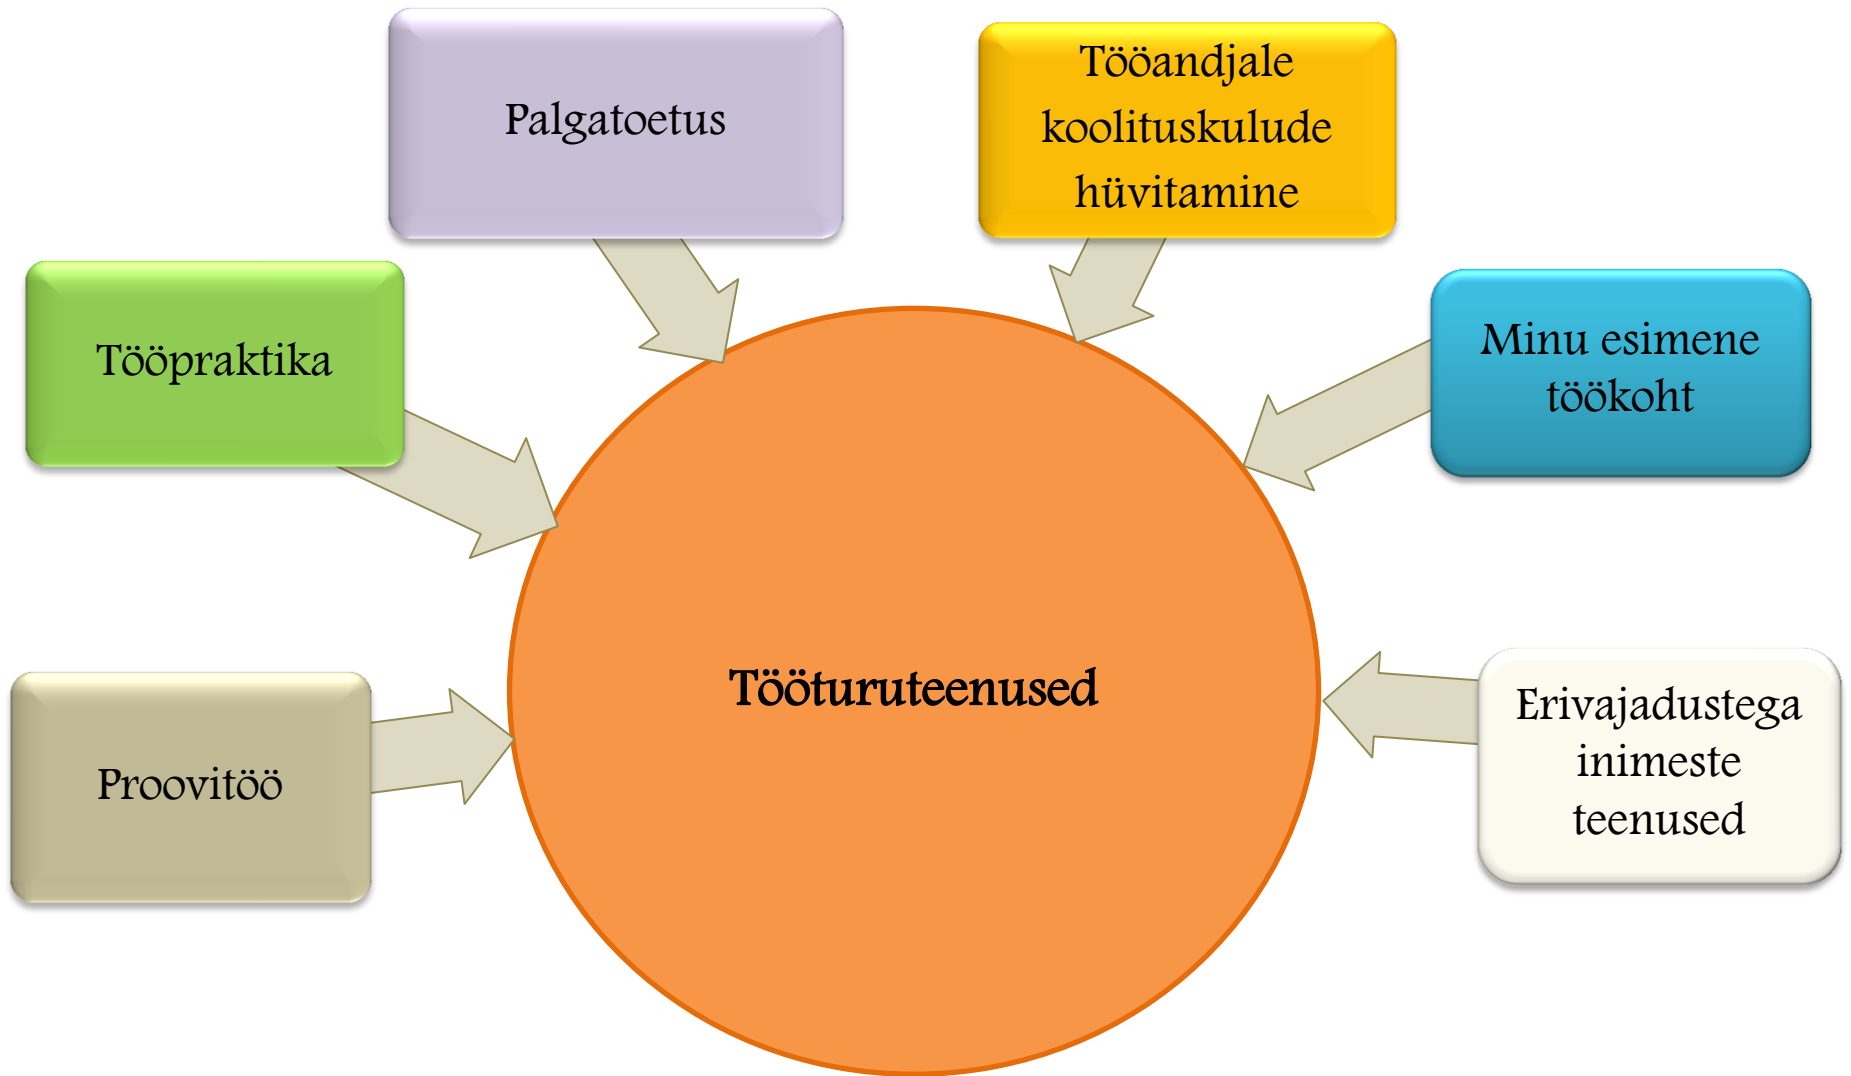 Palgatoetus
Tööandjale
koolituskulude
hüvitamine
Tööpraktika
Minu esimene
töökoht
Tööturuteenused
Proovitöö
Erivajadustega
inimeste
teenused